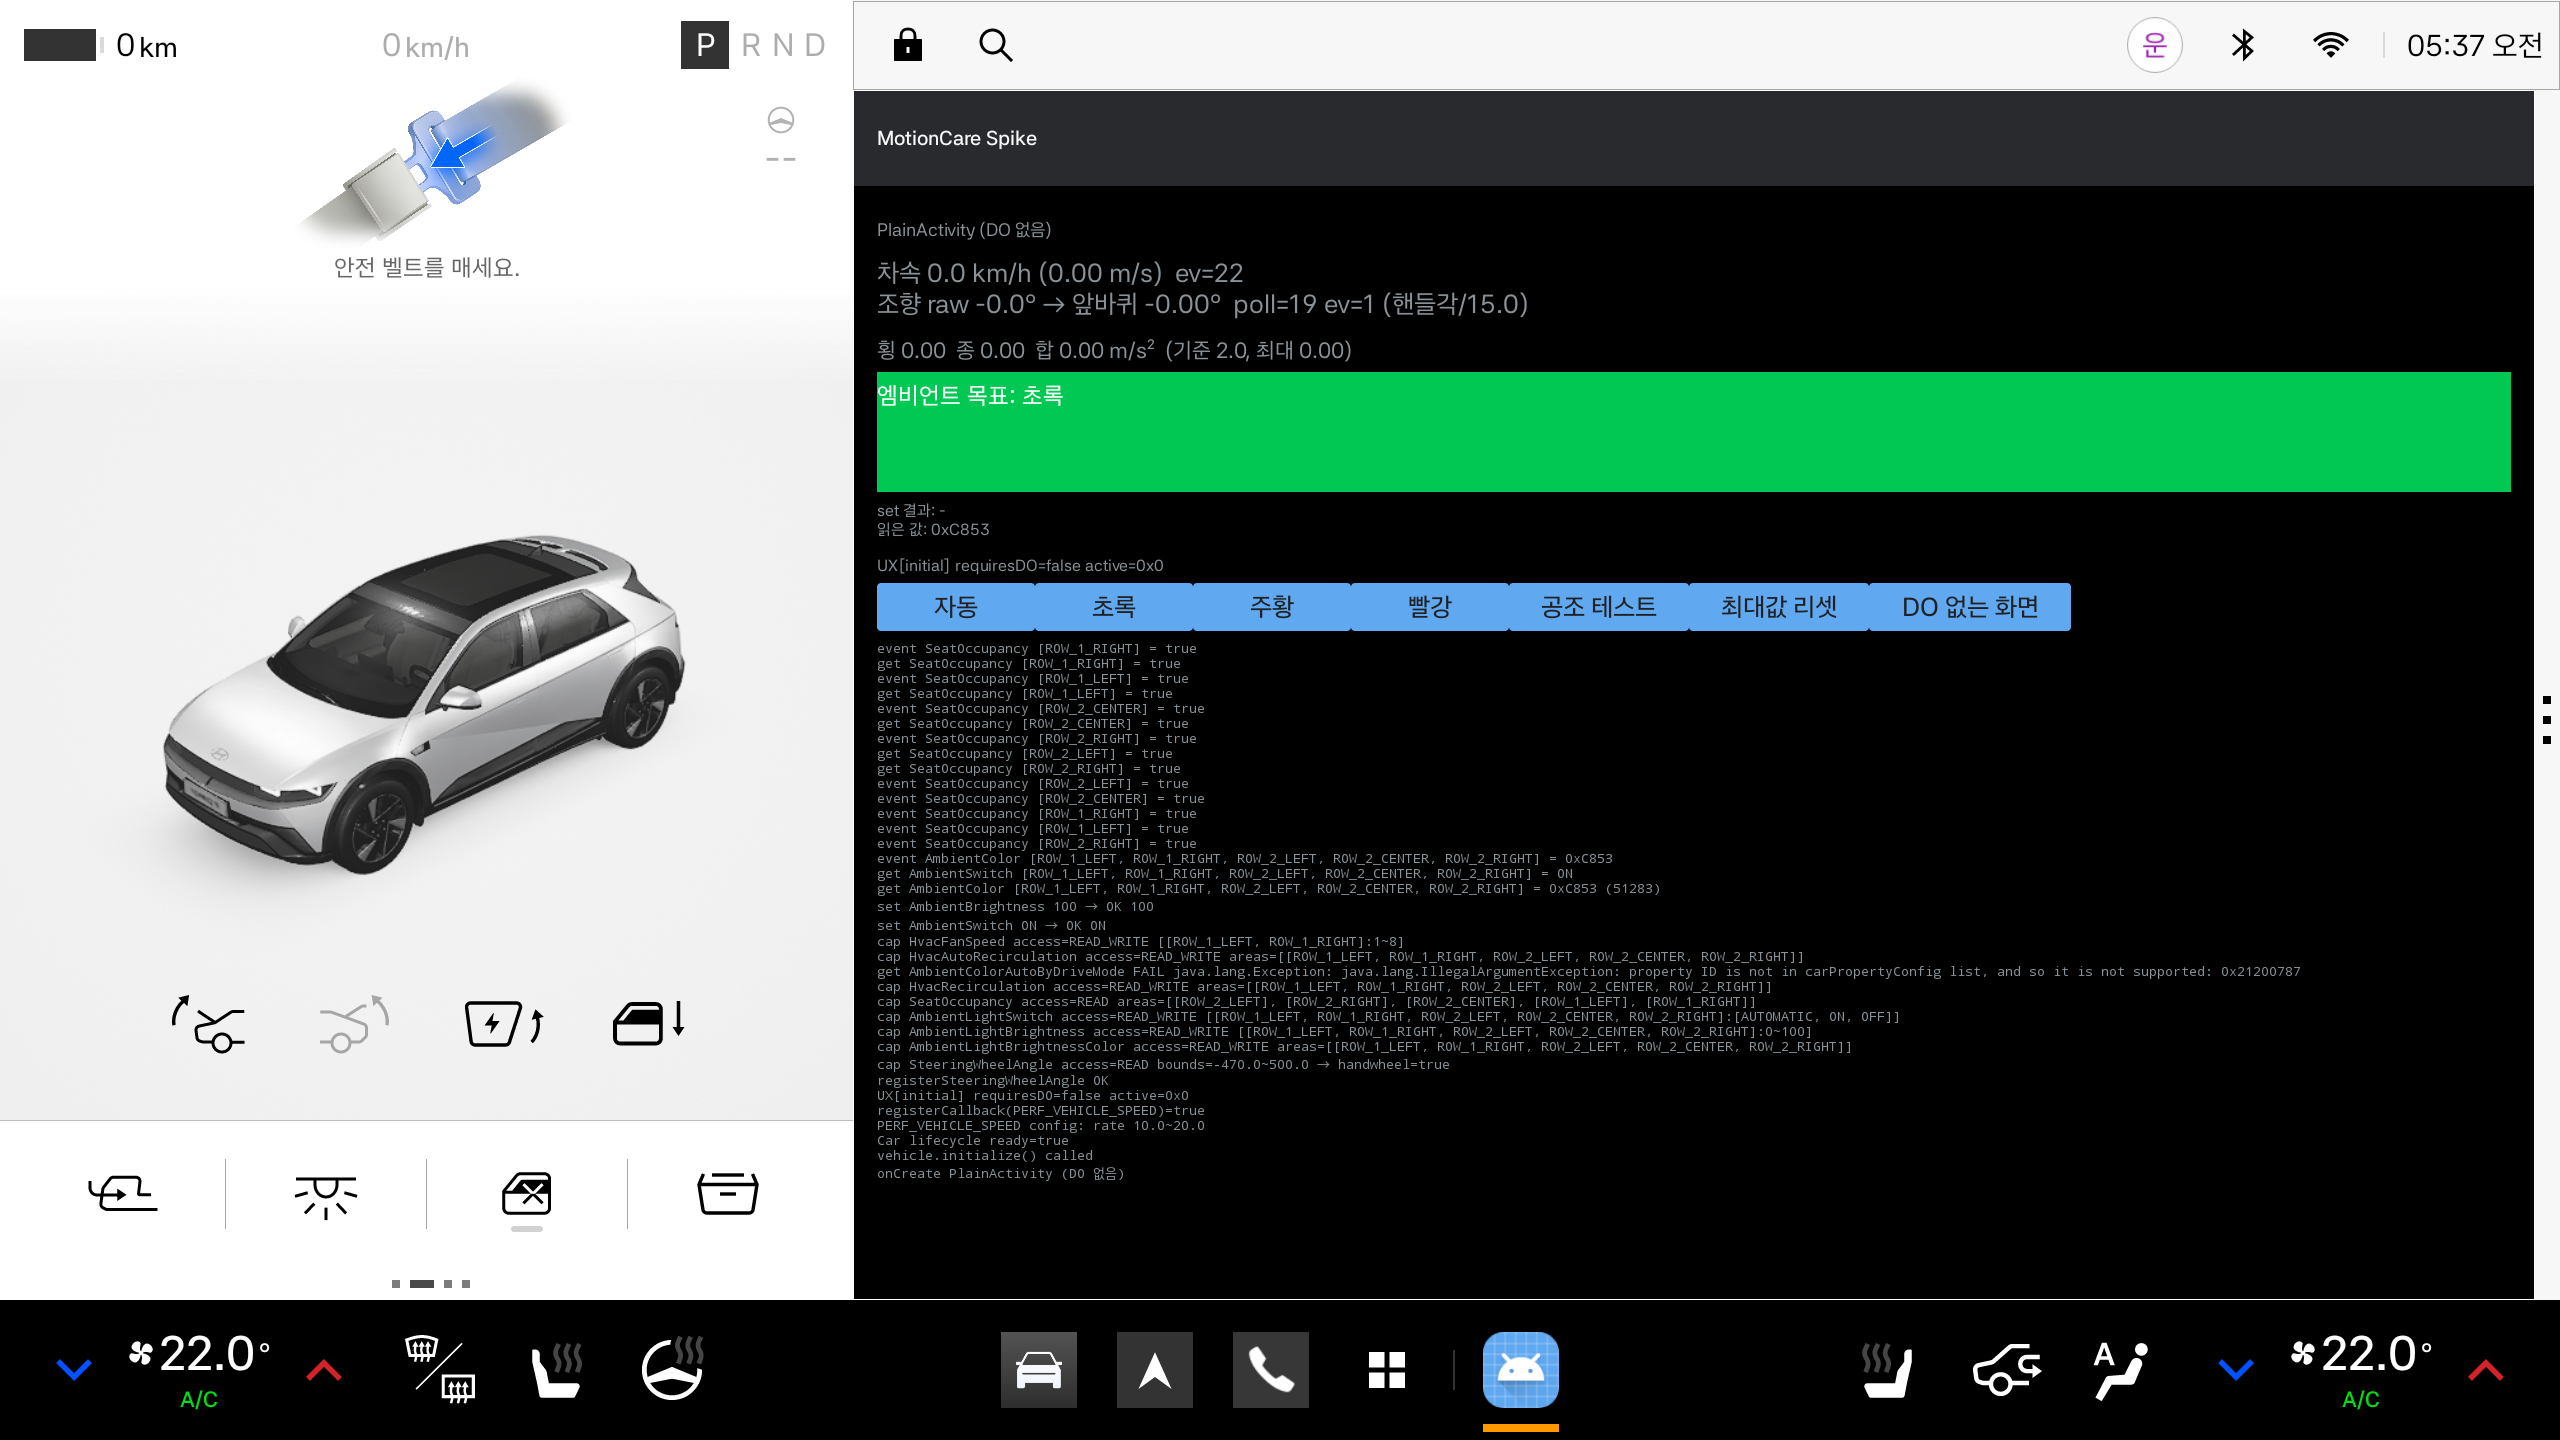 0 km
0 km/h
P R N D
안전 벨트를 매세요.
운
05:37 오전
MotionCare Spike
PlainActivity (DO 없음)
차속 0.0 km/h (0.00 m/s)  ev=22
조향 raw -0.0° → 앞바퀴 -0.00°  poll=19 ev=1 (핸들각/15.0)
횡 0.00  종 0.00  합 0.00 m/s²  (기준 2.0, 최대 0.00)
엠비언트 목표: 초록
set 결과: -
읽은 값: 0xC853
UX[initial] requiresDO=false active=0x0
자동 초록 주황 빨강 공조 테스트 최대값 리셋 DO 없는 화면
event SeatOccupancy [ROW_1_RIGHT] = true
get SeatOccupancy [ROW_1_RIGHT] = true
event SeatOccupancy [ROW_1_LEFT] = true
get SeatOccupancy [ROW_1_LEFT] = true
event SeatOccupancy [ROW_2_CENTER] = true
get SeatOccupancy [ROW_2_CENTER] = true
event SeatOccupancy [ROW_2_RIGHT] = true
get SeatOccupancy [ROW_2_LEFT] = true
get SeatOccupancy [ROW_2_RIGHT] = true
event SeatOccupancy [ROW_2_LEFT] = true
event SeatOccupancy [ROW_2_CENTER] = true
event SeatOccupancy [ROW_1_RIGHT] = true
event SeatOccupancy [ROW_1_LEFT] = true
event SeatOccupancy [ROW_2_RIGHT] = true
event AmbientColor [ROW_1_LEFT, ROW_1_RIGHT, ROW_2_LEFT, ROW_2_CENTER, ROW_2_RIGHT] = 0xC853
get AmbientSwitch [ROW_1_LEFT, ROW_1_RIGHT, ROW_2_LEFT, ROW_2_CENTER, ROW_2_RIGHT] = ON
get AmbientColor [ROW_1_LEFT, ROW_1_RIGHT, ROW_2_LEFT, ROW_2_CENTER, ROW_2_RIGHT] = 0xC853 (51283)
set AmbientBrightness 100 → OK 100
set AmbientSwitch ON → OK ON
cap HvacFanSpeed access=READ_WRITE [[ROW_1_LEFT, ROW_1_RIGHT]:1~8]
cap HvacAutoRecirculation access=READ_WRITE areas=[[ROW_1_LEFT, ROW_1_RIGHT, ROW_2_LEFT, ROW_2_CENTER, ROW_2_RIGHT]]
get AmbientColorAutoByDriveMode FAIL java.lang.Exception: java.lang.IllegalArgumentException: property ID is not in carPropertyConfig list, and so it is not supported: 0x21200787
cap HvacRecirculation access=READ_WRITE areas=[[ROW_1_LEFT, ROW_1_RIGHT, ROW_2_LEFT, ROW_2_CENTER, ROW_2_RIGHT]]
cap SeatOccupancy access=READ areas=[[ROW_2_LEFT], [ROW_2_RIGHT], [ROW_2_CENTER], [ROW_1_LEFT], [ROW_1_RIGHT]]
cap AmbientLightSwitch access=READ_WRITE [[ROW_1_LEFT, ROW_1_RIGHT, ROW_2_LEFT, ROW_2_CENTER, ROW_2_RIGHT]:[AUTOMATIC, ON, OFF]]
cap AmbientLightBrightness access=READ_WRITE [[ROW_1_LEFT, ROW_1_RIGHT, ROW_2_LEFT, ROW_2_CENTER, ROW_2_RIGHT]:0~100]
cap AmbientLightBrightnessColor access=READ_WRITE areas=[[ROW_1_LEFT, ROW_1_RIGHT, ROW_2_LEFT, ROW_2_CENTER, ROW_2_RIGHT]]
cap SteeringWheelAngle access=READ bounds=-470.0~500.0 → handwheel=true
registerSteeringWheelAngle OK
UX[initial] requiresDO=false active=0x0
registerCallback(PERF_VEHICLE_SPEED)=true
PERF_VEHICLE_SPEED config: rate 10.0~20.0
Car lifecycle ready=true
vehicle.initialize() called
onCreate PlainActivity (DO 없음)
22.0°
A/C
A
22.0°
A/C